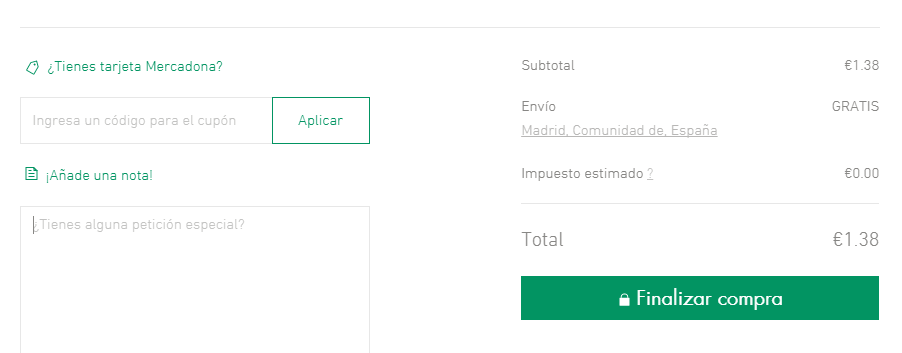 ¿Tienes tarjeta Mercadona?
Ingresa un código para el cupón
Aplicar
¡Añade una nota!
¿Tienes alguna petición especial?
Subtotal €1.38
Envío GRATIS
Madrid, Comunidad de, España
Impuesto estimado ? €0.00
Total €1.38
Finalizar compra